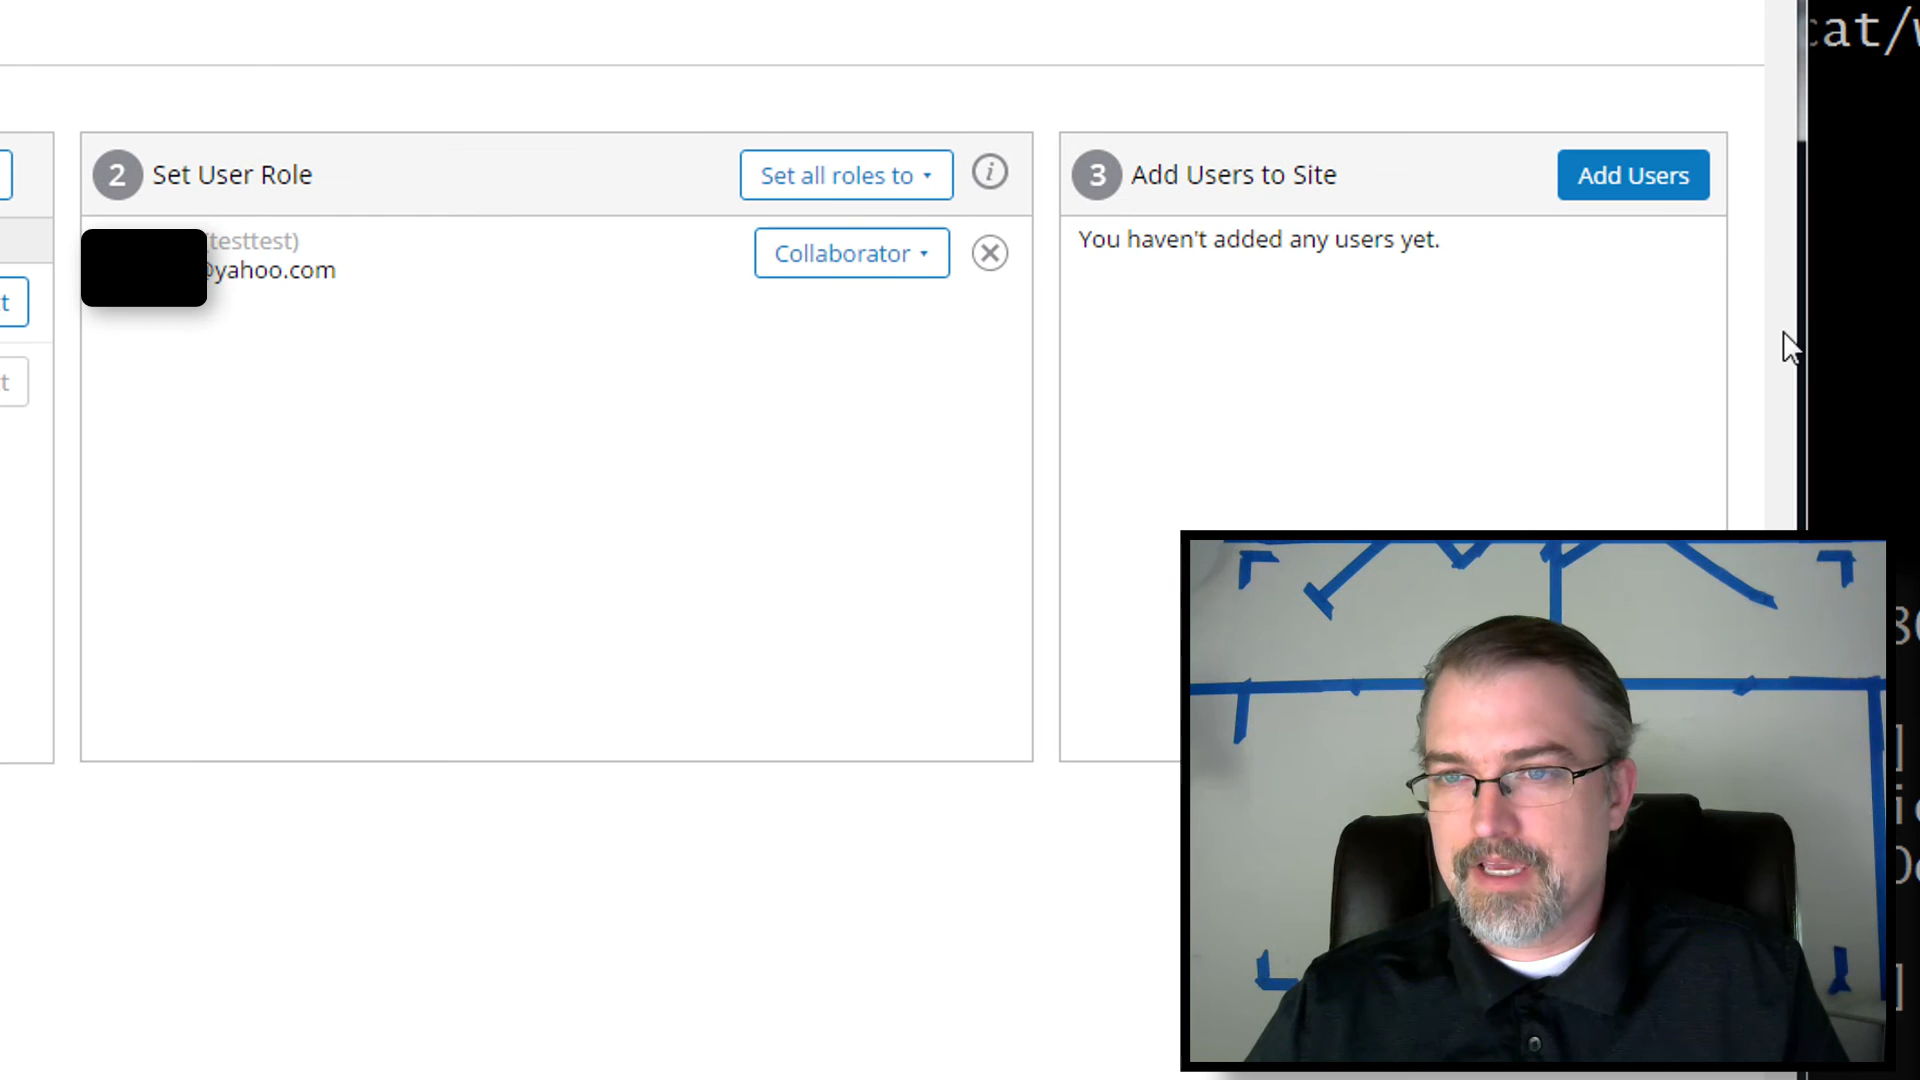 cat/
2 Set User Role
Set all roles to
i
3 Add Users to Site
Add Users
(testtest)
@yahoo.com
Collaborator
You haven't added any users yet.
t
t